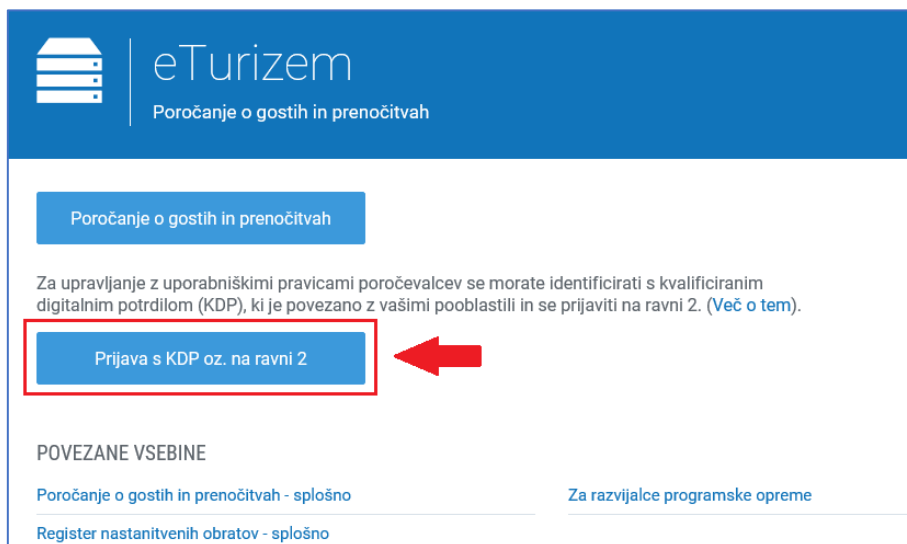 eTurizem
Poročanje o gostih in prenočitvah
Poročanje o gostih in prenočitvah
Za upravljanje z uporabniškimi pravicami poročevalcev se morate identificirati s kvalificiranim
digitalnim potrdilom (KDP), ki je povezano z vašimi pooblastili in se prijaviti na ravni 2. (Več o tem).
Prijava s KDP oz. na ravni 2
POVEZANE VSEBINE
Poročanje o gostih in prenočitvah - splošno
Za razvijalce programske opreme
Register nastanitvenih obratov - splošno